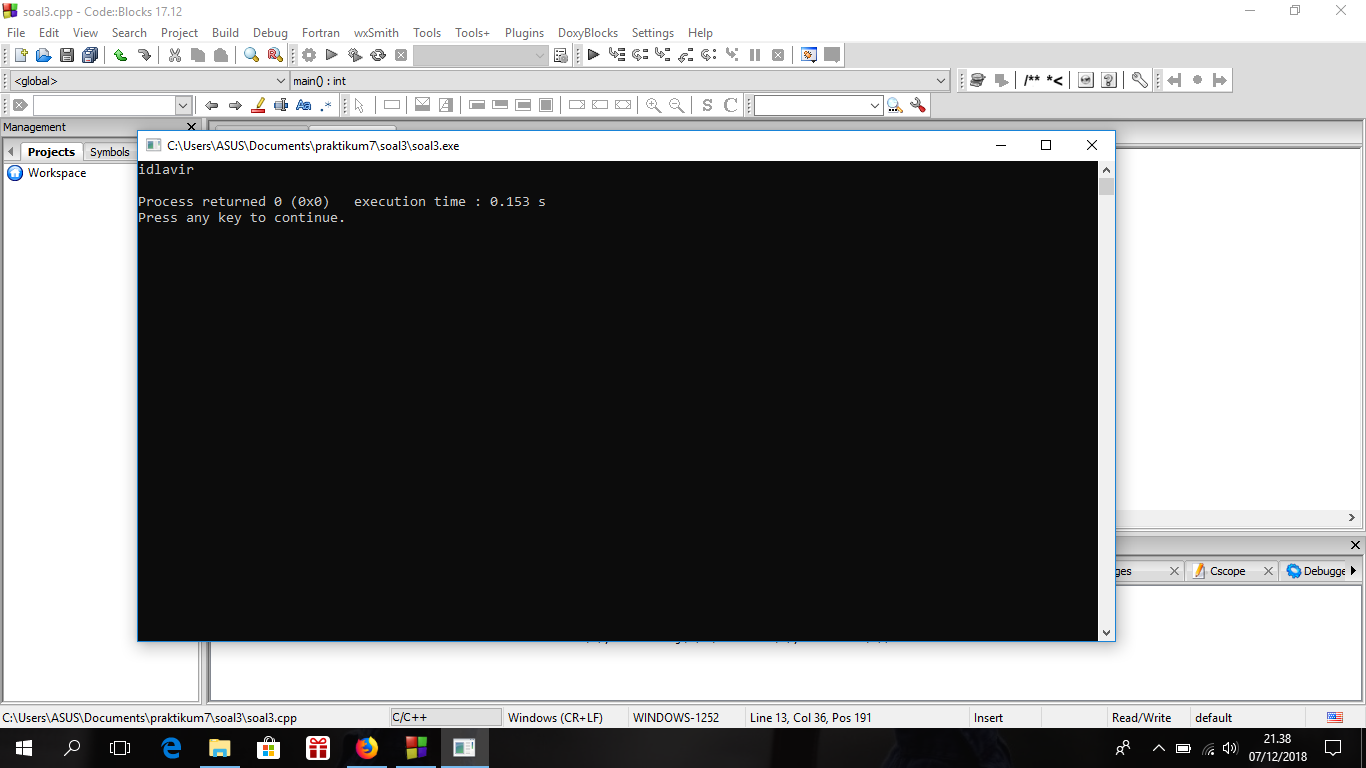 soal3.cpp - Code::Blocks 17.12
File Edit View Search Project Build Debug Fortran wxSmith Tools Tools+ Plugins DoxyBlocks Settings Help
<global> main() : int
/** *<
Aa .* S C
Management
Projects Symbols
Workspace
C:\Users\ASUS\Documents\praktikum7\soal3\soal3.exe
idlavir
Process returned 0 (0x0) execution time : 0.153 s
Press any key to continue.
ges Cscope Debugge
C:\Users\ASUS\Documents\praktikum7\soal3\soal3.cpp C/C++ Windows (CR+LF) WINDOWS-1252 Line 13, Col 36, Pos 191 Insert Read/Write default
21.38
07/12/2018